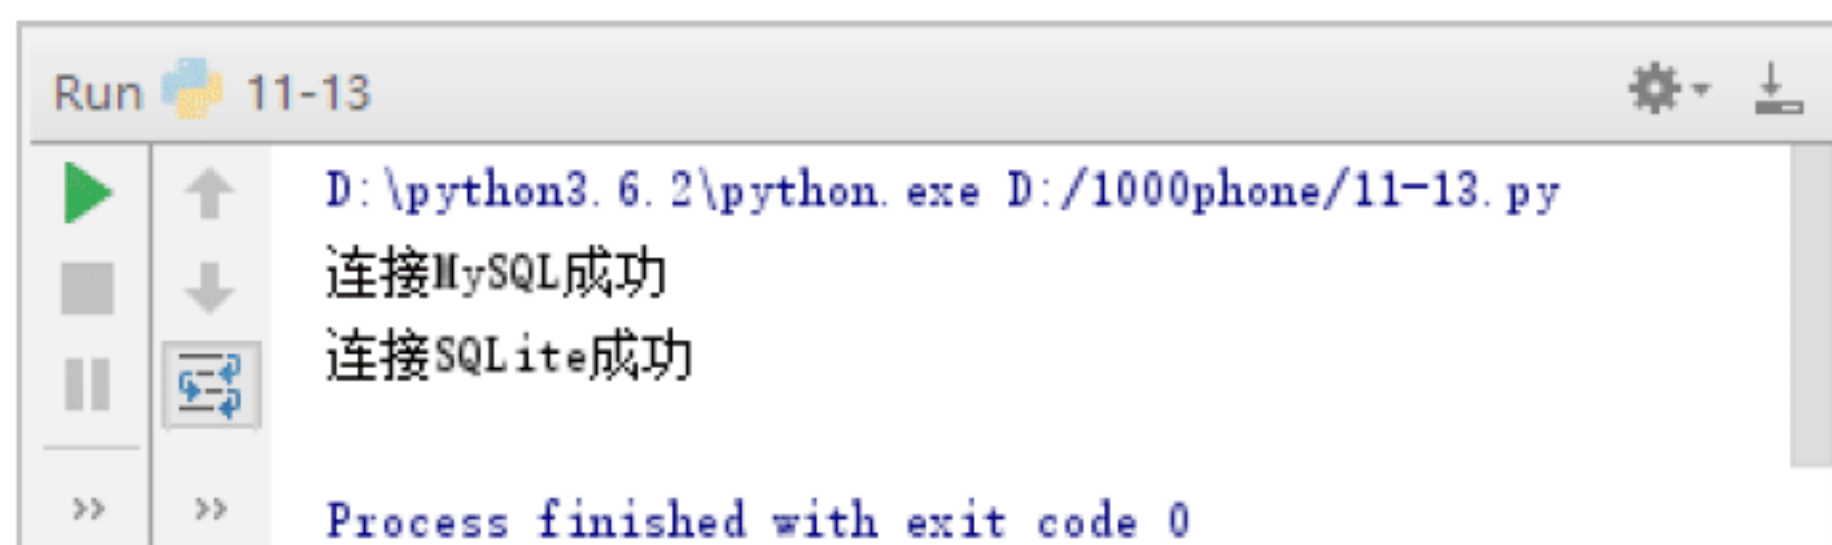 Run 11-13
D:\python3.6.2\python.exe D:/1000phone/11-13.py
连接MySQL成功
连接SQLite成功
Process finished with exit code 0